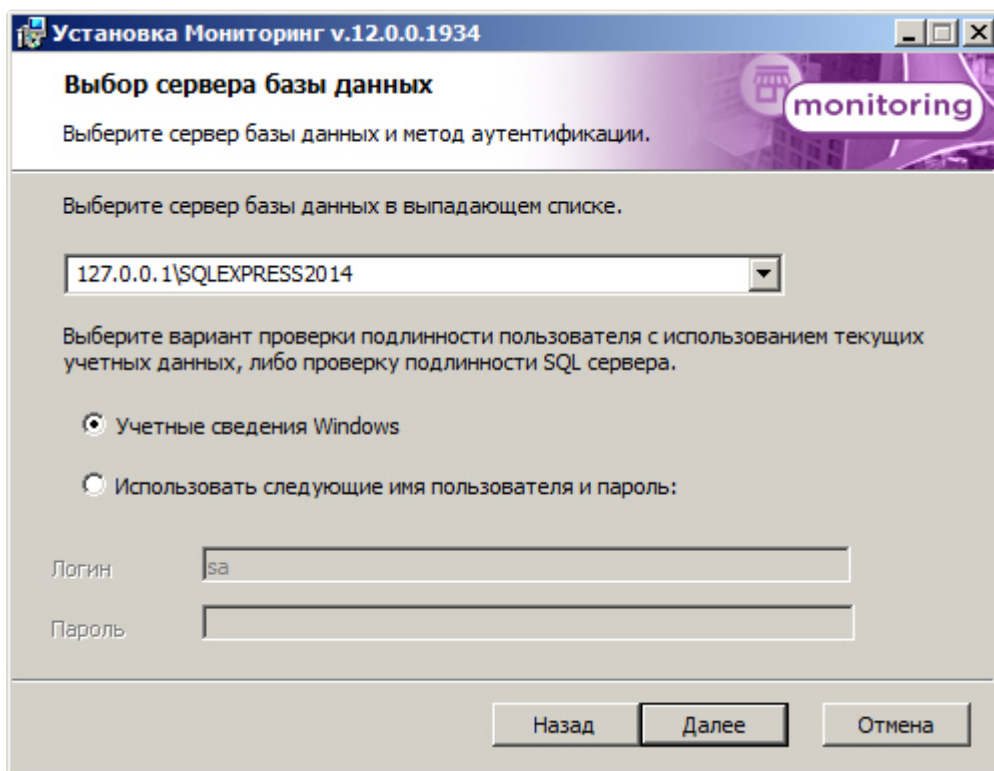 Установка Мониторинг v.12.0.0.1934
Выбор сервера базы данных
monitoring
Выберите сервер базы данных и метод аутентификации.
Выберите сервер базы данных в выпадающем списке.
127.0.0.1\SQLEXPRESS2014
Выберите вариант проверки подлинности пользователя с использованием текущих
учетных данных, либо проверку подлинности SQL сервера.
Учетные сведения Windows
Использовать следующие имя пользователя и пароль:
Логин
sa
Пароль
Назад Далее Отмена